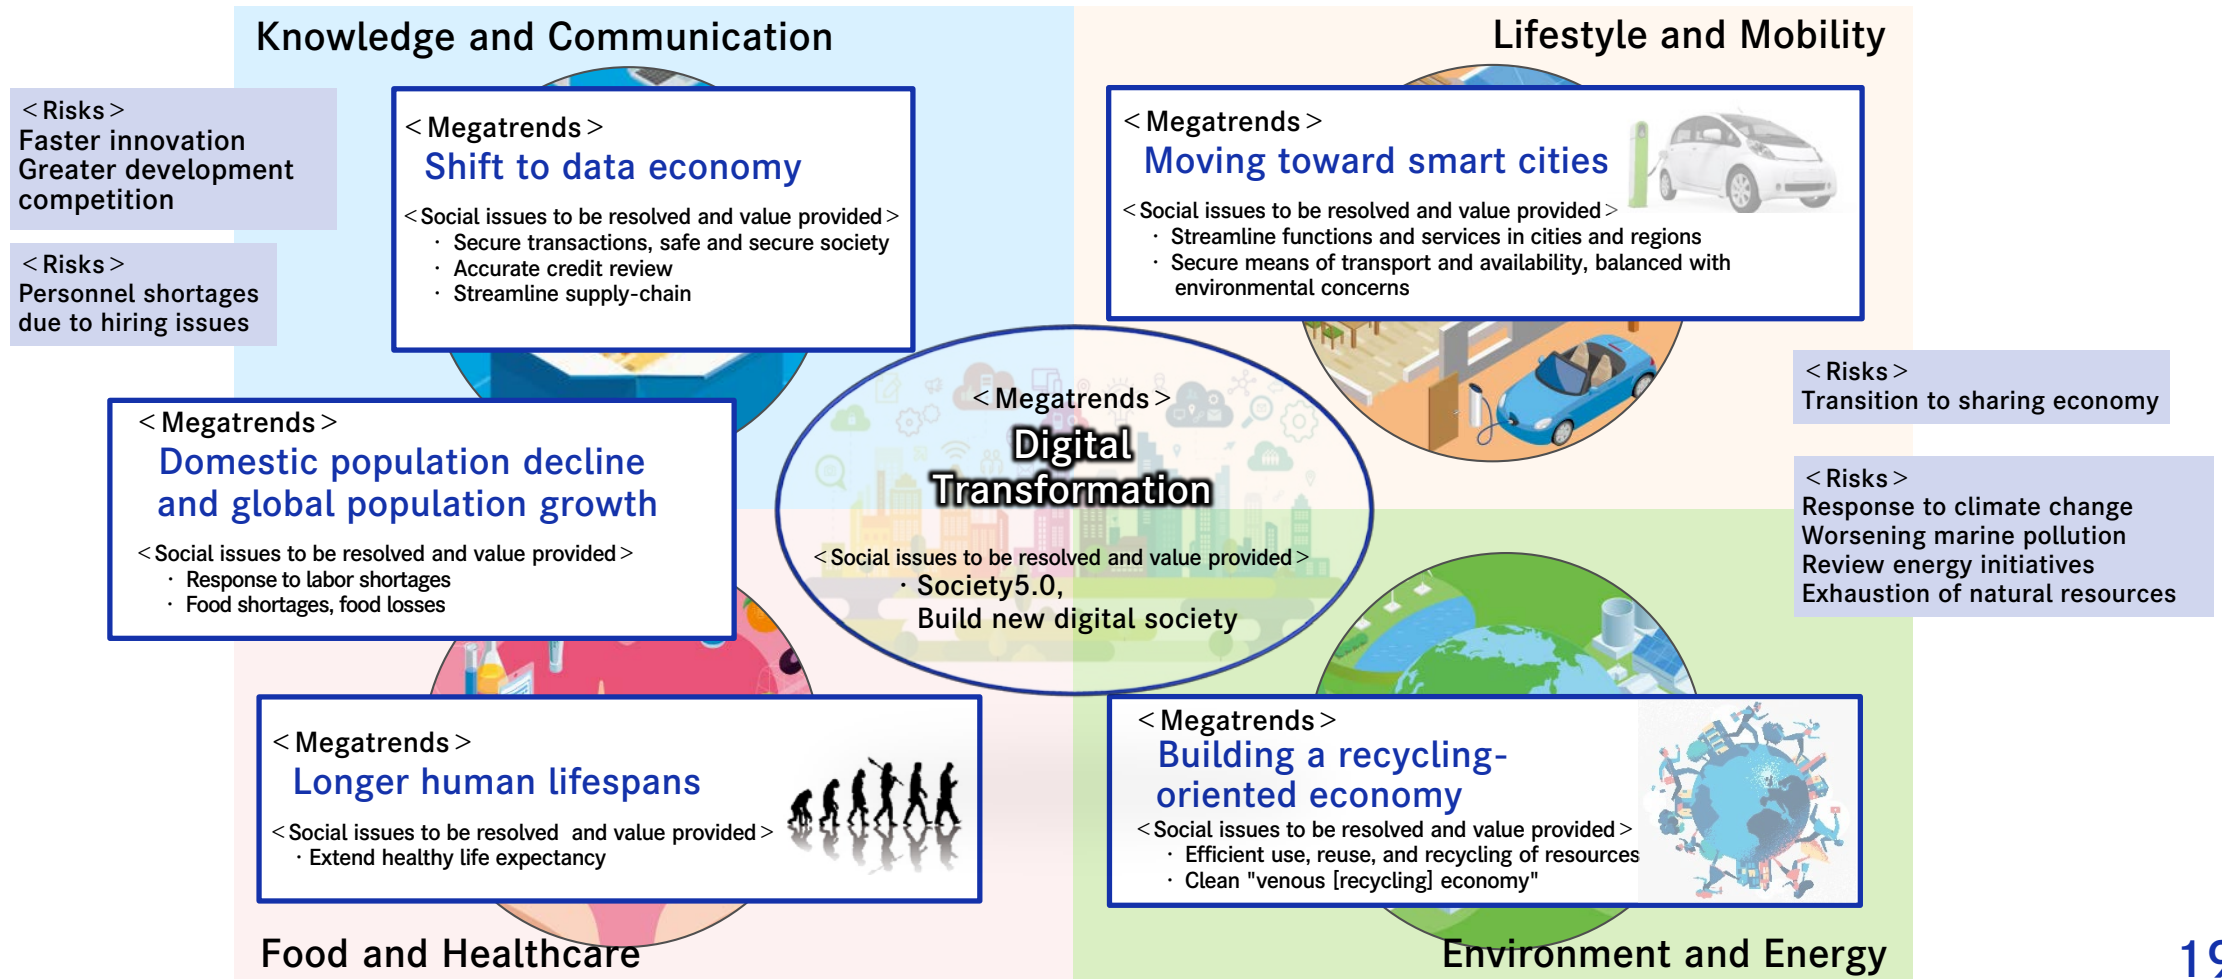 Knowledge and Communication
Lifestyle and Mobility
<Risks>
Faster innovation
Greater development
competition
<Risks>
Personnel shortages
due to hiring issues
<Megatrends>
Shift to data economy
<Social issues to be resolved and value provided>
・ Secure transactions, safe and secure society
・ Accurate credit review
・ Streamline supply-chain
<Megatrends>
Moving toward smart cities
<Social issues to be resolved and value provided>
・ Streamline functions and services in cities and regions
・ Secure means of transport and availability, balanced with
environmental concerns
<Megatrends>
Domestic population decline
and global population growth
<Social issues to be resolved and value provided>
・ Response to labor shortages
・ Food shortages, food losses
<Megatrends>
Digital
Transformation
<Social issues to be resolved and value provided>
・ Society5.0,
Build new digital society
<Risks>
Transition to sharing economy
<Risks>
Response to climate change
Worsening marine pollution
Review energy initiatives
Exhaustion of natural resources
<Megatrends>
Longer human lifespans
<Social issues to be resolved and value provided>
・ Extend healthy life expectancy
<Megatrends>
Building a recycling-
oriented economy
<Social issues to be resolved and value provided>
・ Efficient use, reuse, and recycling of resources
・ Clean "venous [recycling] economy"
Food and Healthcare
Environment and Energy
19